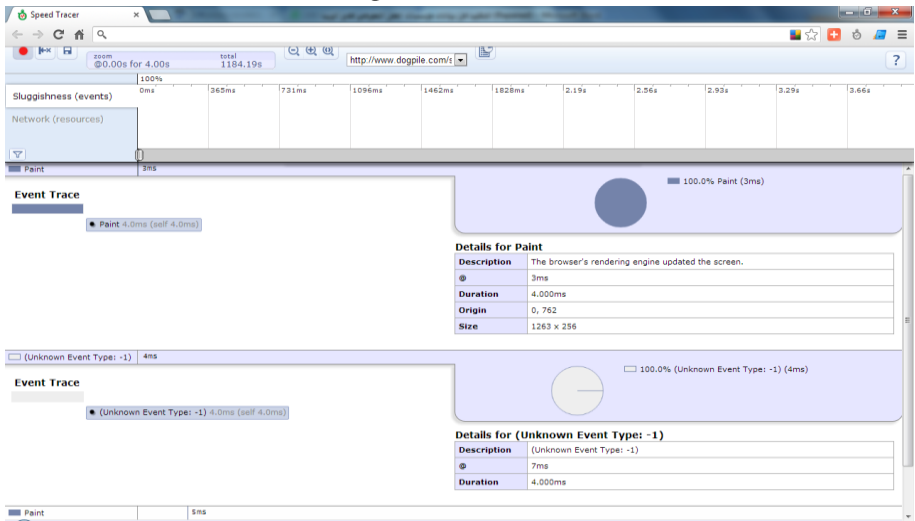 Speed Tracer
zoom
@0.00s for 4.00s
total
1184.19s
http://www.dogpile.com/s
?
100%
Sluggishness (events)
0ms 365ms 731ms 1096ms 1462ms 1828ms 2.19s 2.56s 2.93s 3.29s 3.66s
Network (resources)
Paint 3ms
Event Trace
100.0% Paint (3ms)
Paint 4.0ms (self 4.0ms)
Details for Paint
Description The browser's rendering engine updated the screen.
@ 3ms
Duration 4.000ms
Origin 0, 762
Size 1263 x 256
(Unknown Event Type: -1) 4ms
Event Trace
100.0% (Unknown Event Type: -1) (4ms)
(Unknown Event Type: -1) 4.0ms (self 4.0ms)
Details for (Unknown Event Type: -1)
Description (Unknown Event Type: -1)
@ 7ms
Duration 4.000ms
Paint 5ms